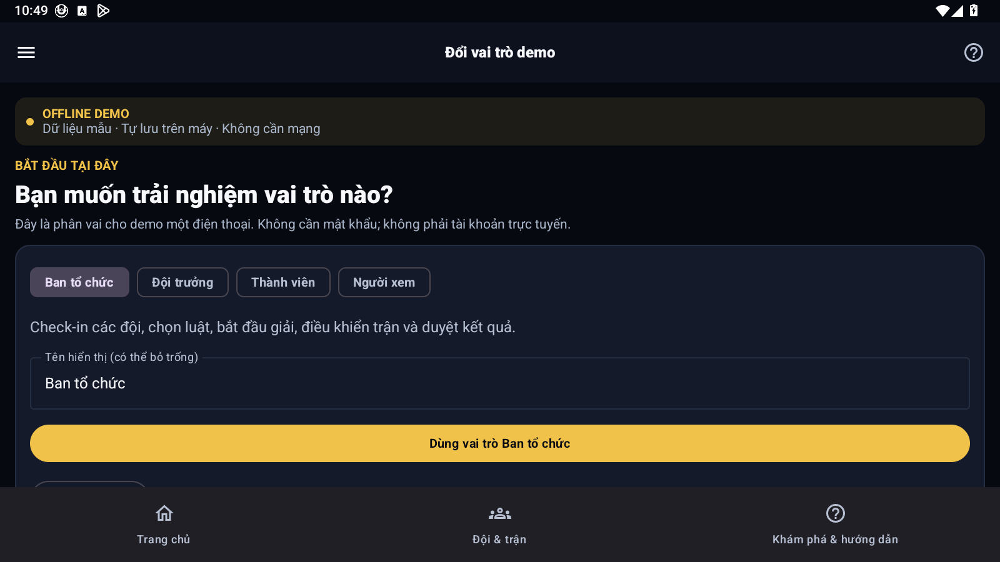 10:49
Đổi vai trò demo
OFFLINE DEMO
Dữ liệu mẫu · Tự lưu trên máy · Không cần mạng
BẮT ĐẦU TẠI ĐÂY
Bạn muốn trải nghiệm vai trò nào?
Đây là phân vai cho demo một điện thoại. Không cần mật khẩu; không phải tài khoản trực tuyến.
Ban tổ chức
Đội trưởng
Thành viên
Người xem
Check-in các đội, chọn luật, bắt đầu giải, điều khiển trận và duyệt kết quả.
Tên hiển thị (có thể bỏ trống)
Ban tổ chức
Dùng vai trò Ban tổ chức
Trang chủ
Đội & trận
Khám phá & hướng dẫn